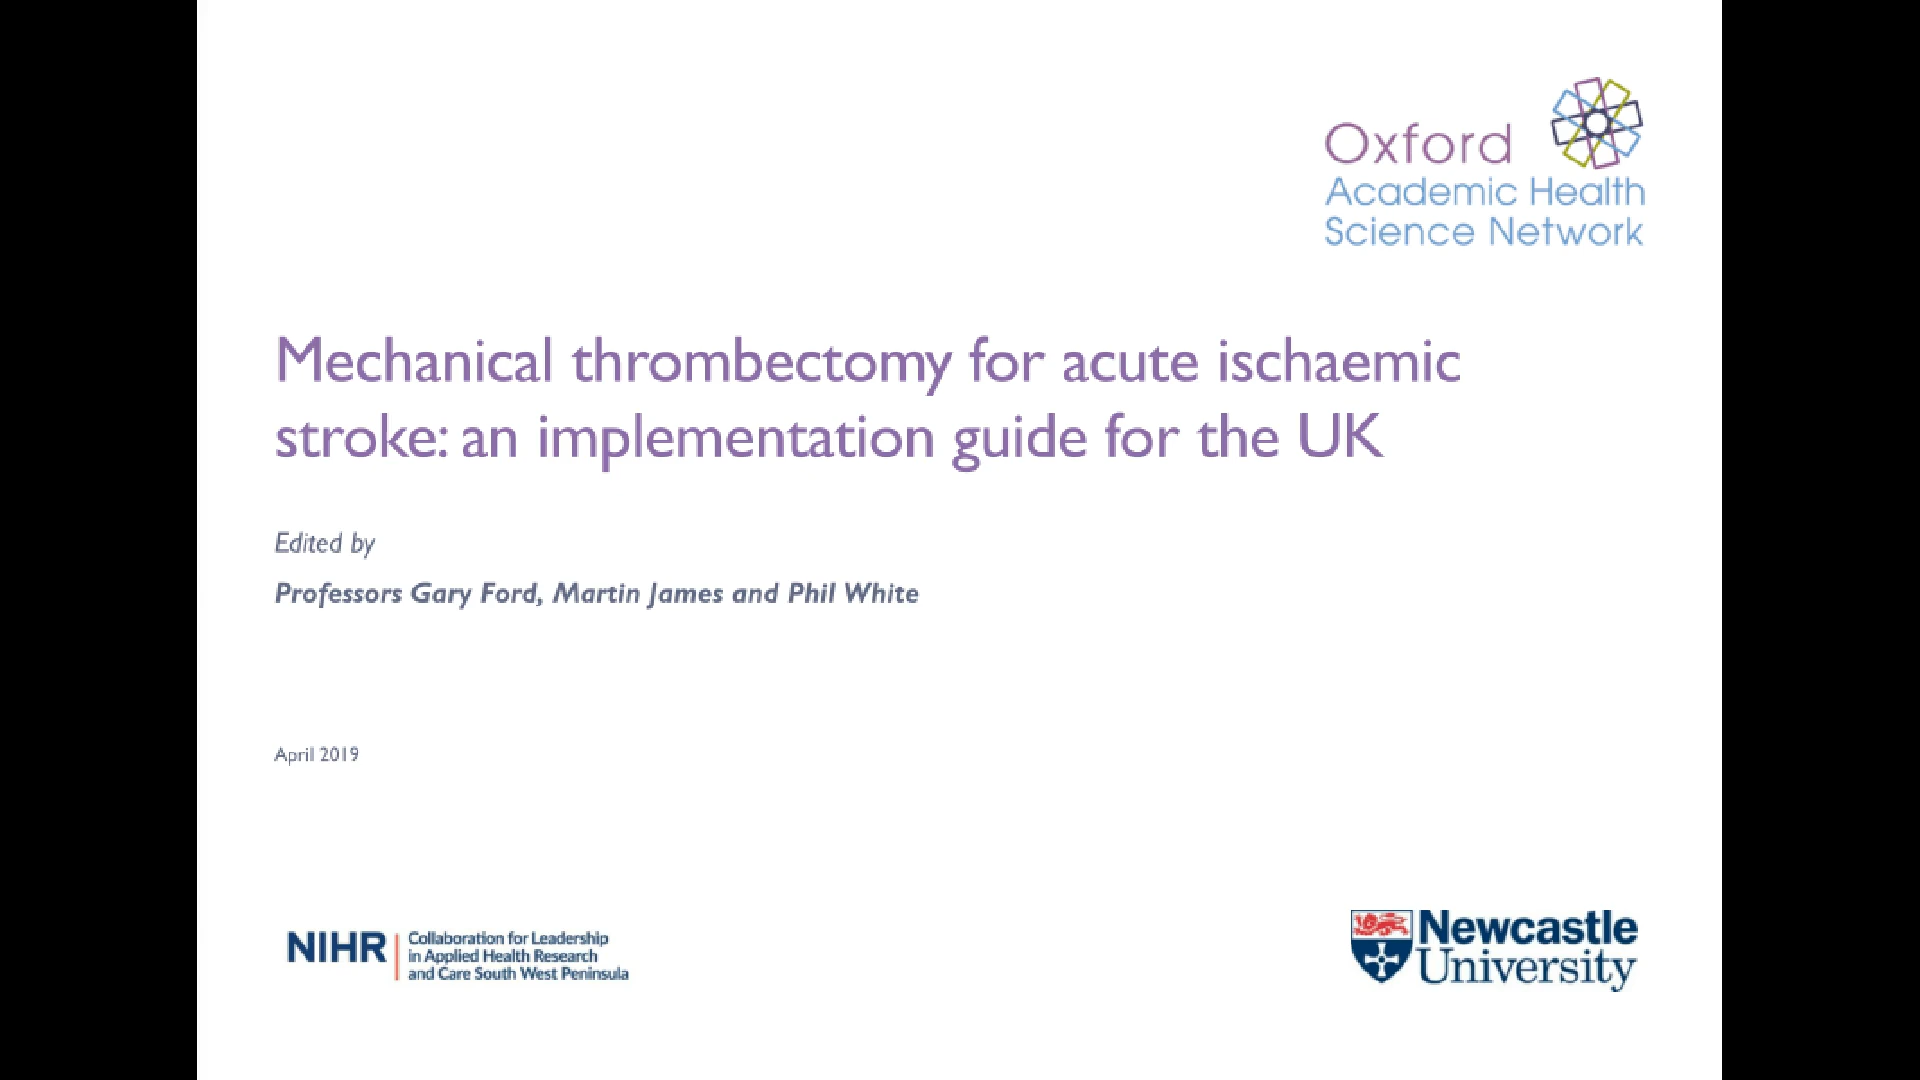 Oxford
Academic Health
Science Network
Mechanical thrombectomy for acute ischaemic
stroke: an implementation guide for the UK
Edited by
Professors Gary Ford, Martin James and Phil White
April 2019
NIHR
Collaboration for Leadership
in Applied Health Research
and Care South West Peninsula
Newcastle
University